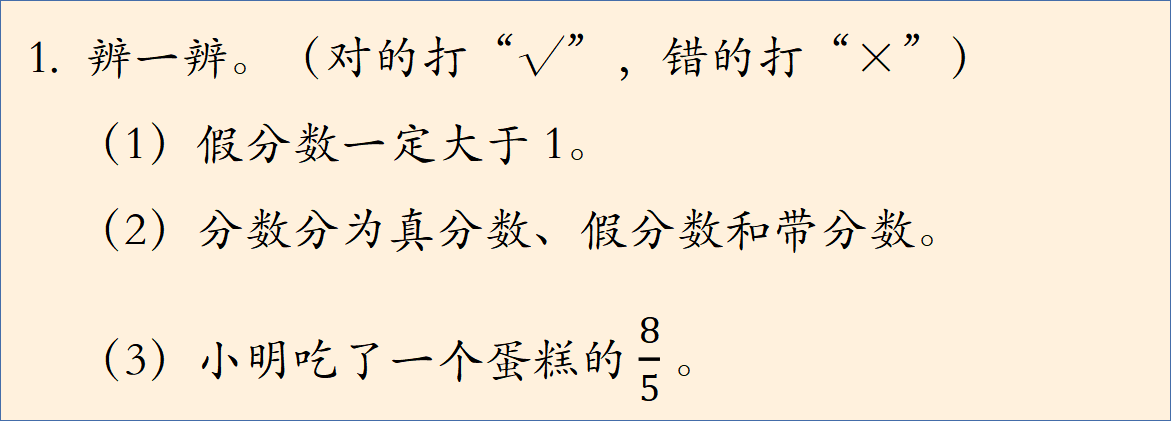 1. 辨一辨。（对的打“√”，错的打“×”）
（1）假分数一定大于 1。
（2）分数分为真分数、假分数和带分数。
（3）小明吃了一个蛋糕的 8/5 。